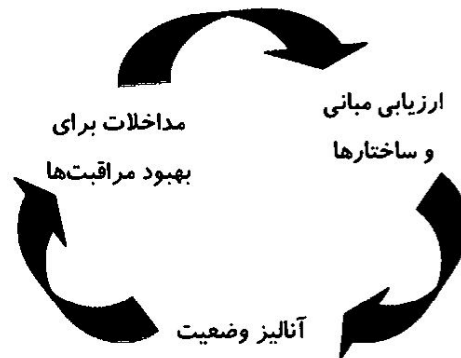 ارزیابی مبانی
و ساختارها
آنالیز وضعیت
مداخلات برای
بهبود مراقبت‌ها